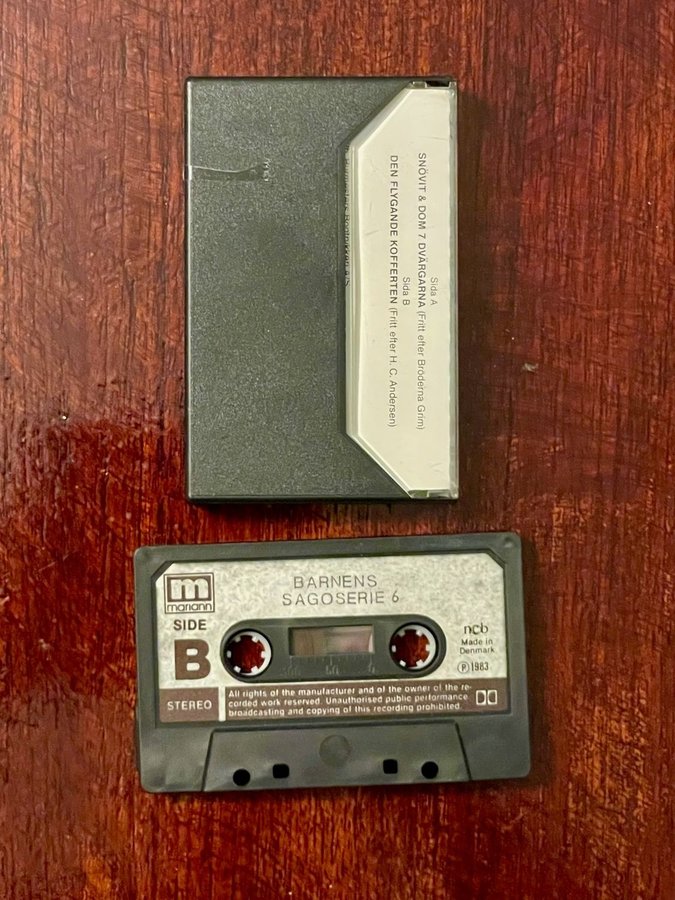 Sida A
SNÖVIT & DOM 7 DVÄRGARNA (Fritt efter Bröderna Grim)
Sida B
DEN FLYGANDE KOFFERTEN (Fritt efter H. C. Andersen)
m
mariann
BARNENS
SAGOSERIE 6
SIDE
B
ncb
Made in
Denmark
Ⓟ 1983
STEREO
All rights of the manufacturer and of the owner of the re-
corded work reserved. Unauthorised public performance
broadcasting and copying of this recording prohibited.